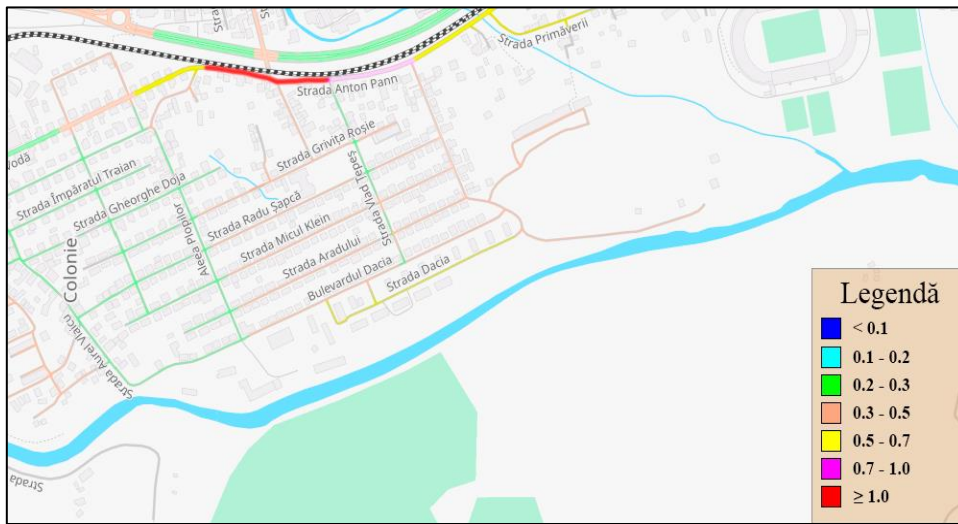 Strada Primăverii
Strada Anton Pann
Strada Grivița Roșie
Vodă
Strada Împăratul Traian
Strada Gheorghe Doja
Strada Radu Șapcă
Strada Vlad Țepeș
Aleea Plopilor
Strada Micul Klein
Colonie
Strada Aradului
Bulevardul Dacia
Strada Dacia
Strada Aurel Vlaicu
Strada
Legendă
< 0.1
0.1 - 0.2
0.2 - 0.3
0.3 - 0.5
0.5 - 0.7
0.7 - 1.0
≥ 1.0